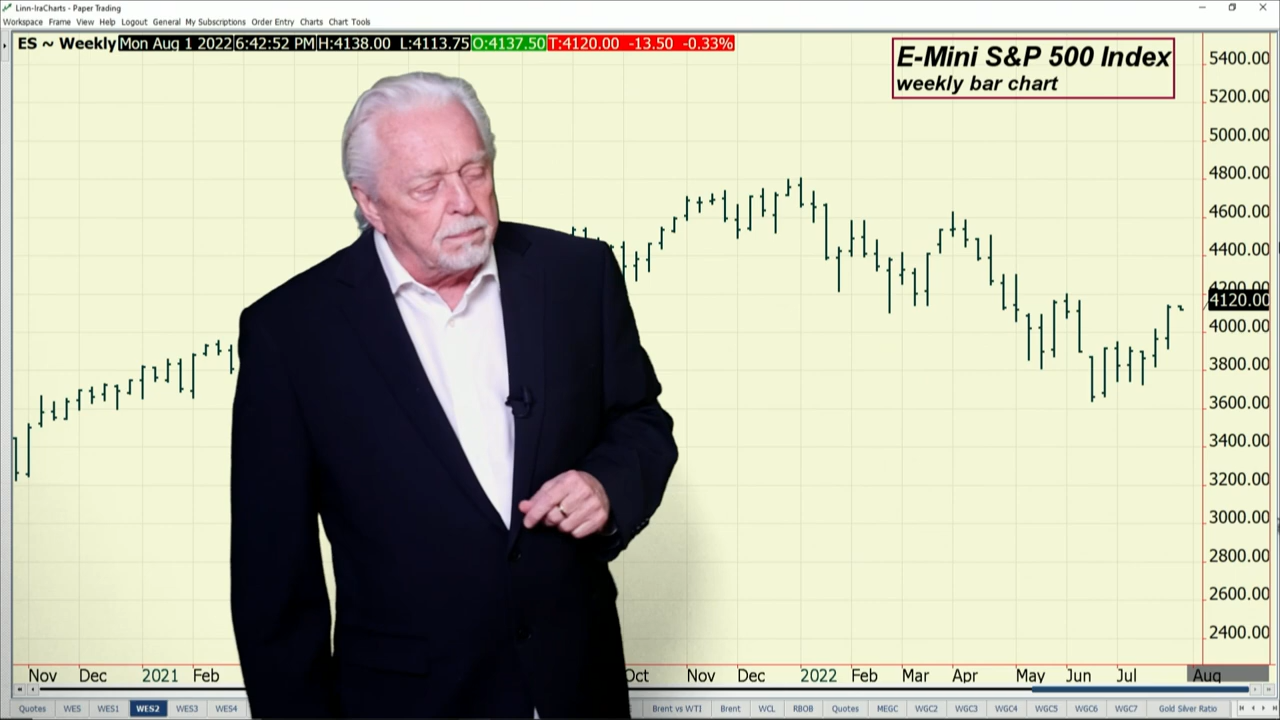 Linn-IraCharts - Paper Trading
Workspace Frame View Help Logout General My Subscriptions Order Entry Charts Chart Tools
ES ~ Weekly Mon Aug 1 2022 6:42:52 PM H:4138.00 L:4113.75 O:4137.50 T:4120.00 -13.50 -0.33%
E-Mini S&P 500 Index
weekly bar chart
5400.00
5200.00
5000.00
4800.00
4600.00
4400.00
4200.00
4120.00
4000.00
3800.00
3600.00
3400.00
3200.00
3000.00
2800.00
2600.00
2400.00
Nov Dec 2021 Feb Oct Nov Dec 2022 Feb Mar Apr May Jun Jul Aug
Quotes WES WES1 WES2 WES3 WES4 Brent vs WTI Brent WCL RBOB Quotes MEGC WGC2 WGC3 WGC4 WGC5 WGC6 WGC7 Gold Silver Ratio